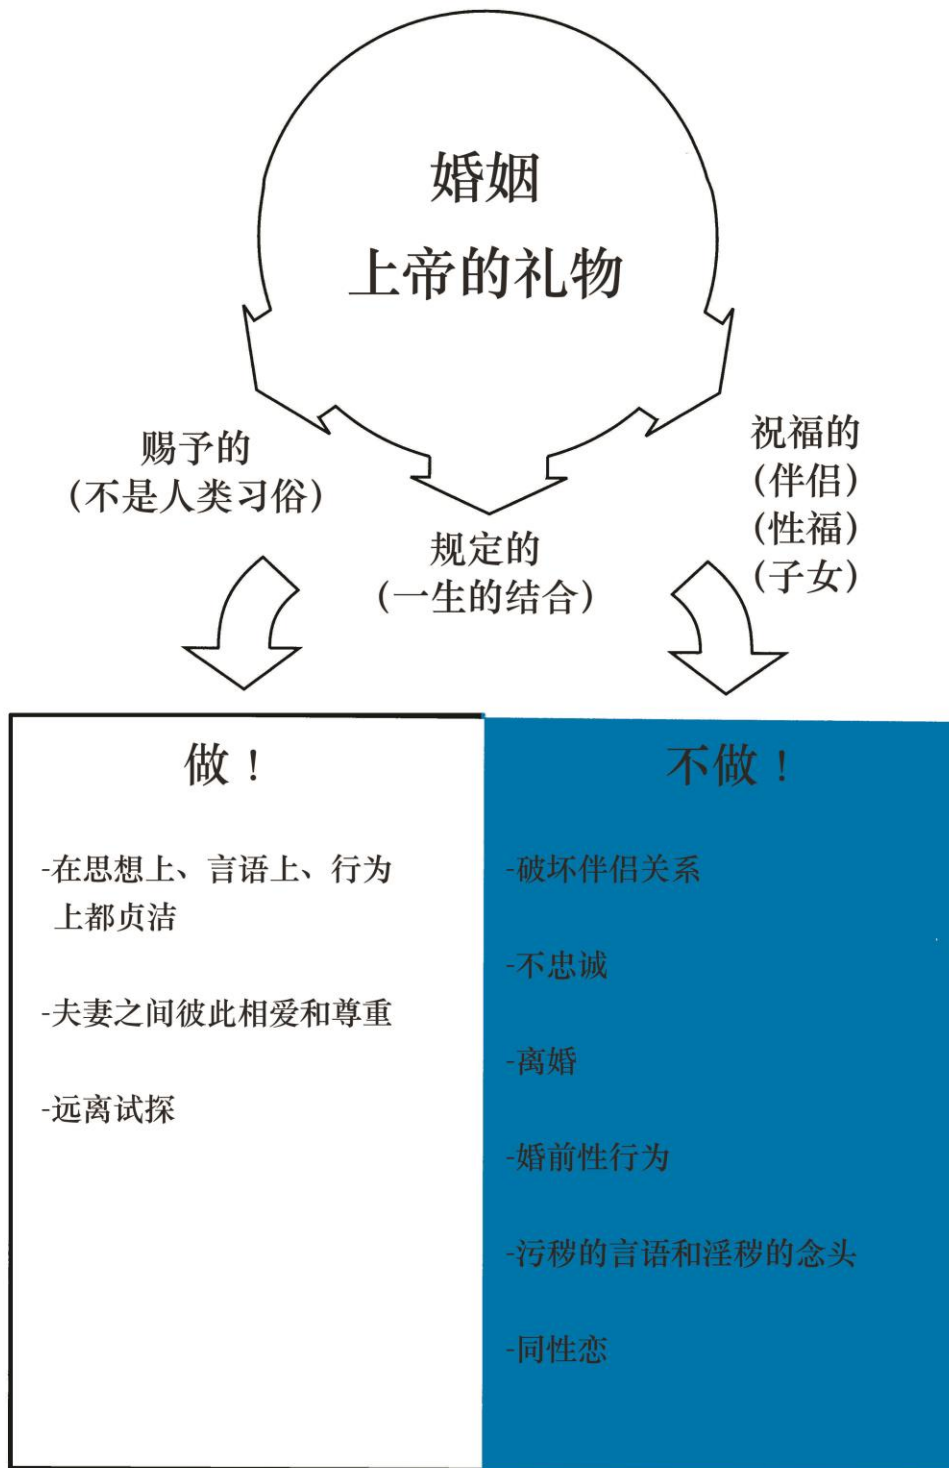 婚姻
上帝的礼物
赐予的
（不是人类习俗）
规定的
（一生的结合）
祝福的
（伴侣）
（性福）
（子女）
做！
-在思想上、言语上、行为
上都贞洁
-夫妻之间彼此相爱和尊重
-远离试探
不做！
-破坏伴侣关系
-不忠诚
-离婚
-婚前性行为
-污秽的言语和淫秽的念头
-同性恋